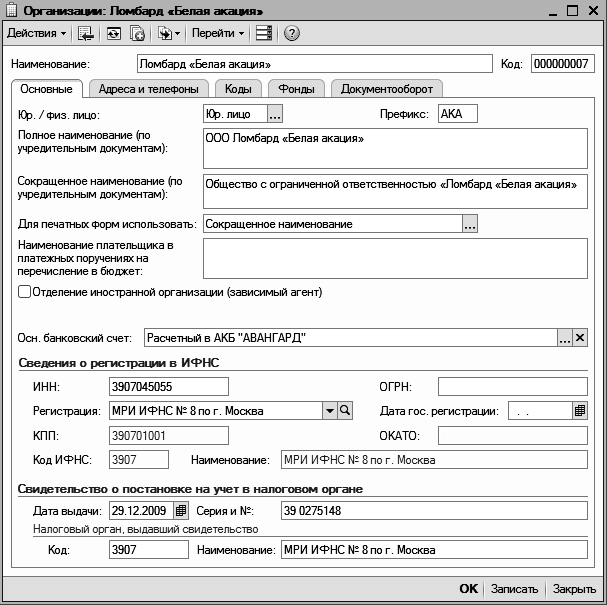 Организации: Ломбард «Белая акация»
Действия Перейти
Наименование: Ломбард «Белая акация» Код: 000000007
Основные Адреса и телефоны Коды Фонды Документооборот
Юр. / физ. лицо: Юр. лицо ... Префикс: АКА
Полное наименование (по учредительным документам): ООО Ломбард «Белая акация»
Сокращенное наименование (по учредительным документам): Общество с ограниченной ответственностью «Ломбард «Белая акация»
Для печатных форм использовать: Сокращенное наименование ...
Наименование плательщика в
платежных поручениях на
перечисление в бюджет:
Отделение иностранной организации (зависимый агент)
Осн. банковский счет: Расчетный в АКБ "АВАНГАРД" ... ×
Сведения о регистрации в ИФНС
ИНН: 3907045055 ОГРН:
Регистрация: МРИ ИФНС № 8 по г. Москва Дата гос. регистрации: . .
КПП: 390701001 ОКАТО:
Код ИФНС: 3907 Наименование: МРИ ИФНС № 8 по г. Москва
Свидетельство о постановке на учет в налоговом органе
Дата выдачи: 29.12.2009 Серия и №: 39 0275148
Налоговый орган, выдавший свидетельство
Код: 3907 Наименование: МРИ ИФНС № 8 по г. Москва
OK Записать Закрыть